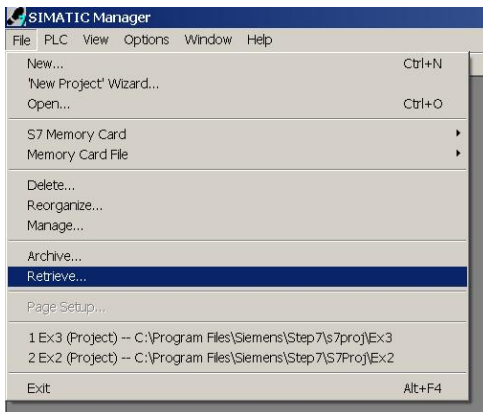 SIMATIC Manager
File PLC View Options Window Help
New... Ctrl+N
'New Project' Wizard...
Open... Ctrl+O
S7 Memory Card
Memory Card File
Delete...
Reorganize...
Manage...
Archive...
Retrieve...
Page Setup...
1 Ex3 (Project) -- C:\Program Files\Siemens\Step7\s7proj\Ex3
2 Ex2 (Project) -- C:\Program Files\Siemens\Step7\S7Proj\Ex2
Exit Alt+F4